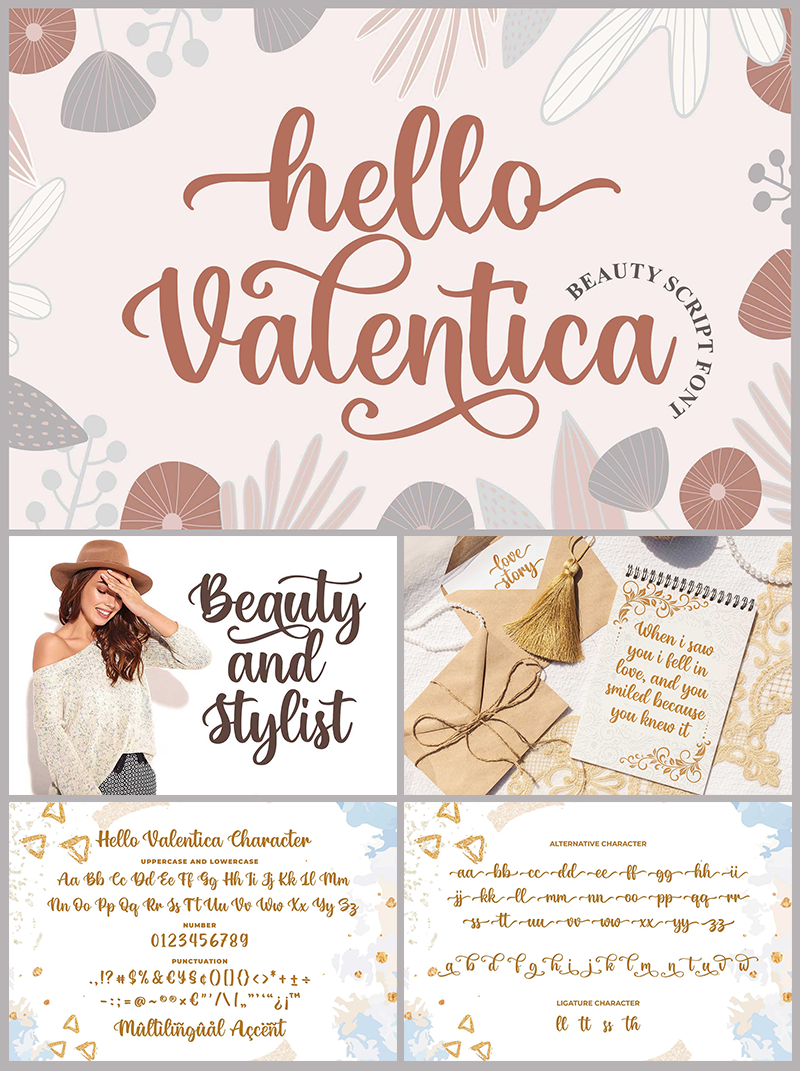 hello
Valentica
BEAUTY SCRIPT FONT
Beauty
and
Stylist
love
story
When i saw
you i fell in
love, and you
smiled because
you knew it
Hello Valentica Character
UPPERCASE AND LOWERCASE
Aa Bb Cc Dd Ee Ff Gg Hh Ii Jj Kk Ll Mm
Nn Oo Pp Qq Rr Ss Tt Uu Vv Ww Xx Yy Zz
NUMBER
0123456789
PUNCTUATION
.,!?#$%&€¥§¢()[]{}<>*+±÷
Multilingual Accent
ALTERNATIVE CHARACTER
aa bb cc dd ee ff gg hh ii
jj kk ll mm nn oo pp qq rr
ss tt uu vv ww xx yy zz
LIGATURE CHARACTER
ll tt ss th